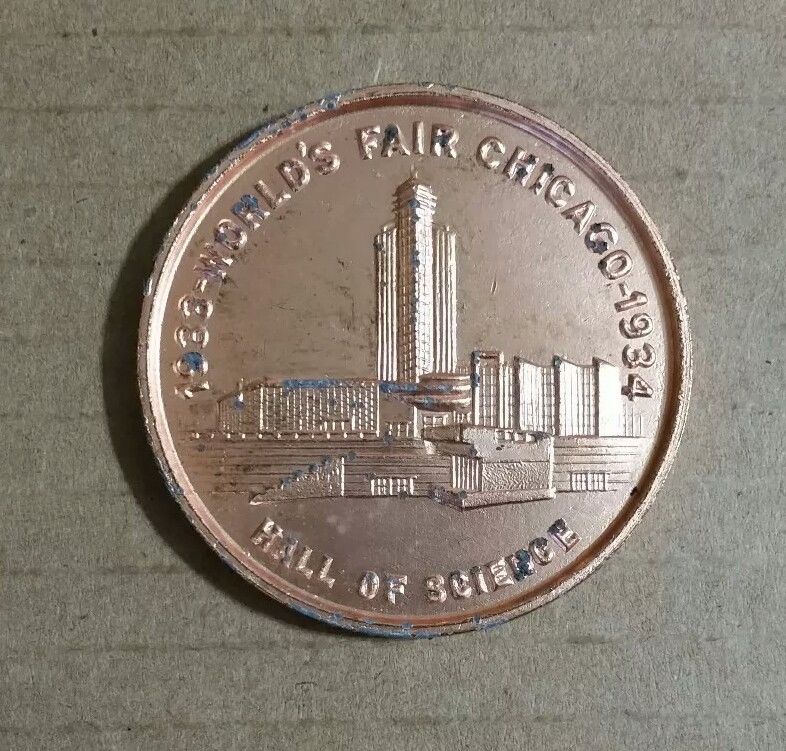 1933-WORLD'S FAIR CHICAGO-1934
HALL OF SCIENCE